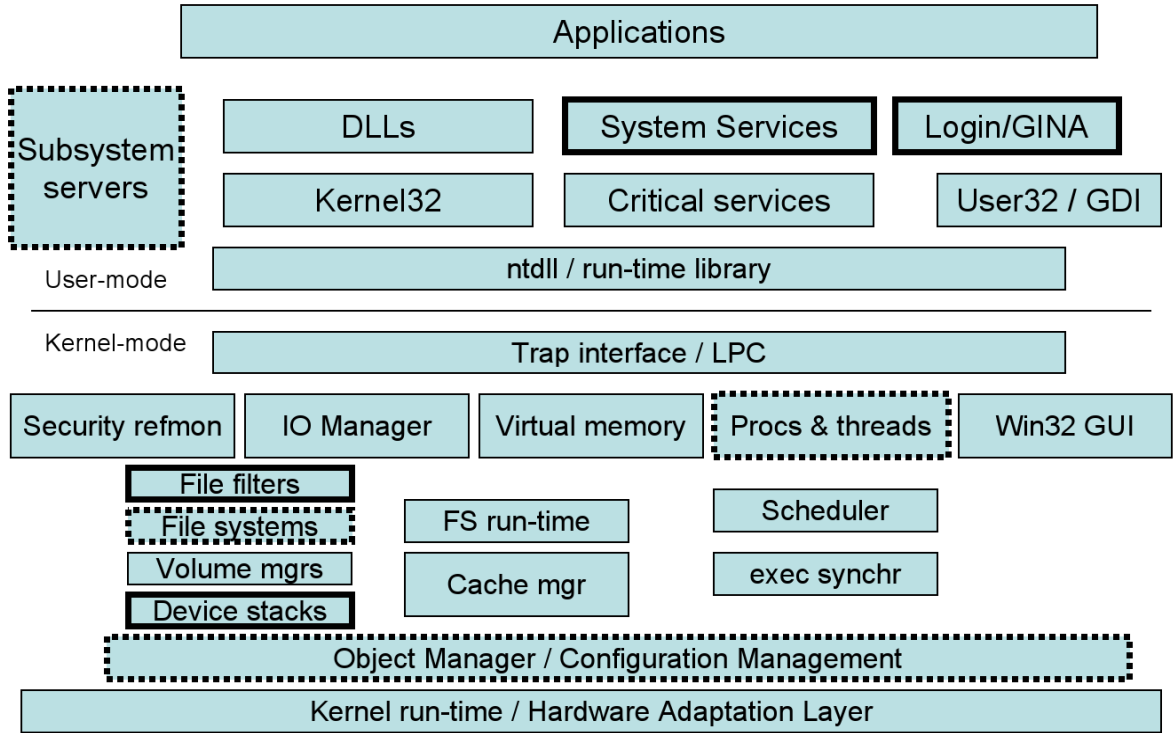 Applications
Subsystem
servers
DLLs
System Services
Login/GINA
Kernel32
Critical services
User32 / GDI
ntdll / run-time library
User-mode
Kernel-mode
Trap interface / LPC
Security refmon
IO Manager
Virtual memory
Procs & threads
Win32 GUI
File filters
File systems
Volume mgrs
Device stacks
FS run-time
Cache mgr
Scheduler
exec synchr
Object Manager / Configuration Management
Kernel run-time / Hardware Adaptation Layer